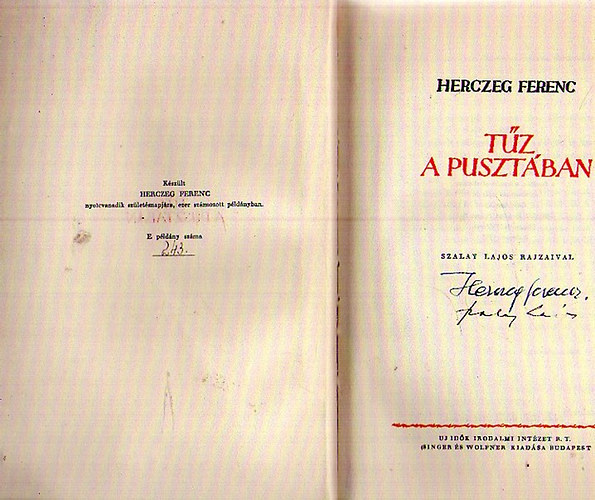 Készült
HERCZEG FERENC
nyolcvanadik születésnapjára, ezer számozott példányban.
E példány száma
243.
HERCZEG FERENC
TŰZ
A PUSZTÁBAN
SZALAY LAJOS RAJZAIVAL
Herczeg Ferenc.
Szalay Lajos
UJ IDŐK IRODALMI INTÉZET R. T.
(SINGER ÉS WOLFNER KIADÁSA BUDAPEST